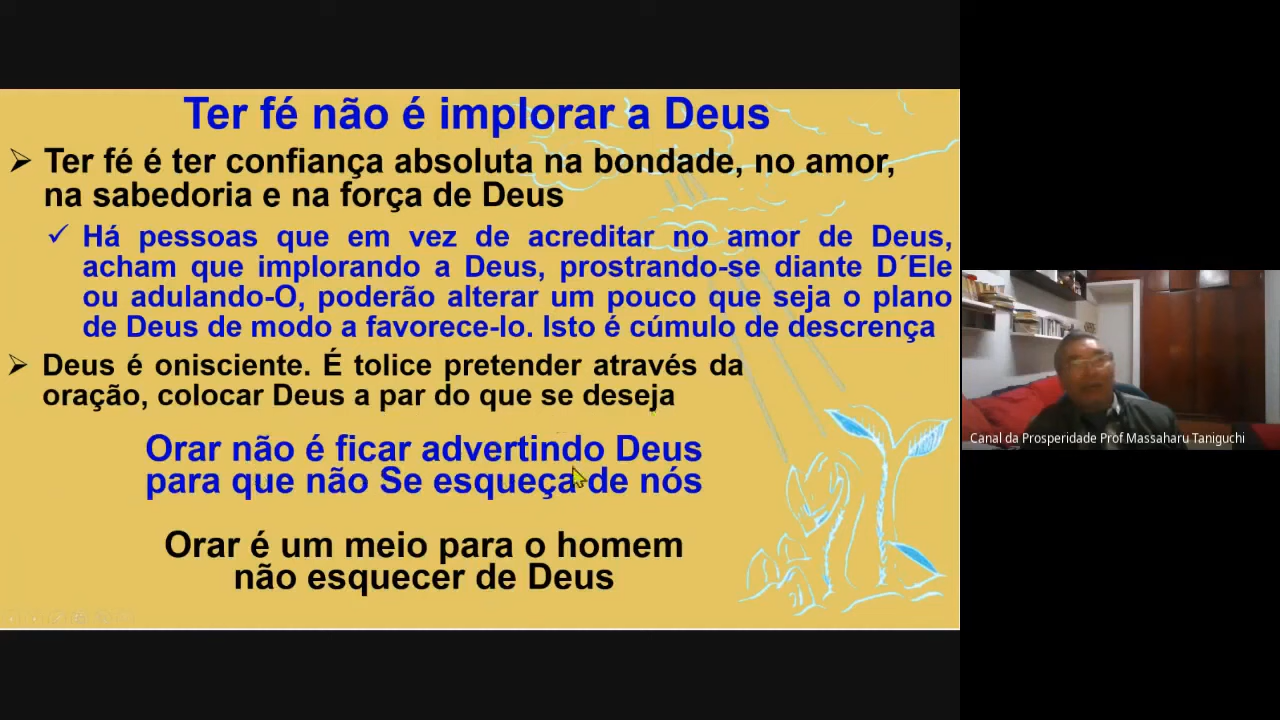 Ter fé não é implorar a Deus
Ter fé é ter confiança absoluta na bondade, no amor,
na sabedoria e na força de Deus
Há pessoas que em vez de acreditar no amor de Deus,
acham que implorando a Deus, prostrando-se diante D´Ele
ou adulando-O, poderão alterar um pouco que seja o plano
de Deus de modo a favorece-lo. Isto é cúmulo de descrença
Deus é onisciente. É tolice pretender através da
oração, colocar Deus a par do que se deseja
Orar não é ficar advertindo Deus
para que não Se esqueça de nós
Orar é um meio para o homem
não esquecer de Deus
Canal da Prosperidade Prof Massaharu Taniguchi